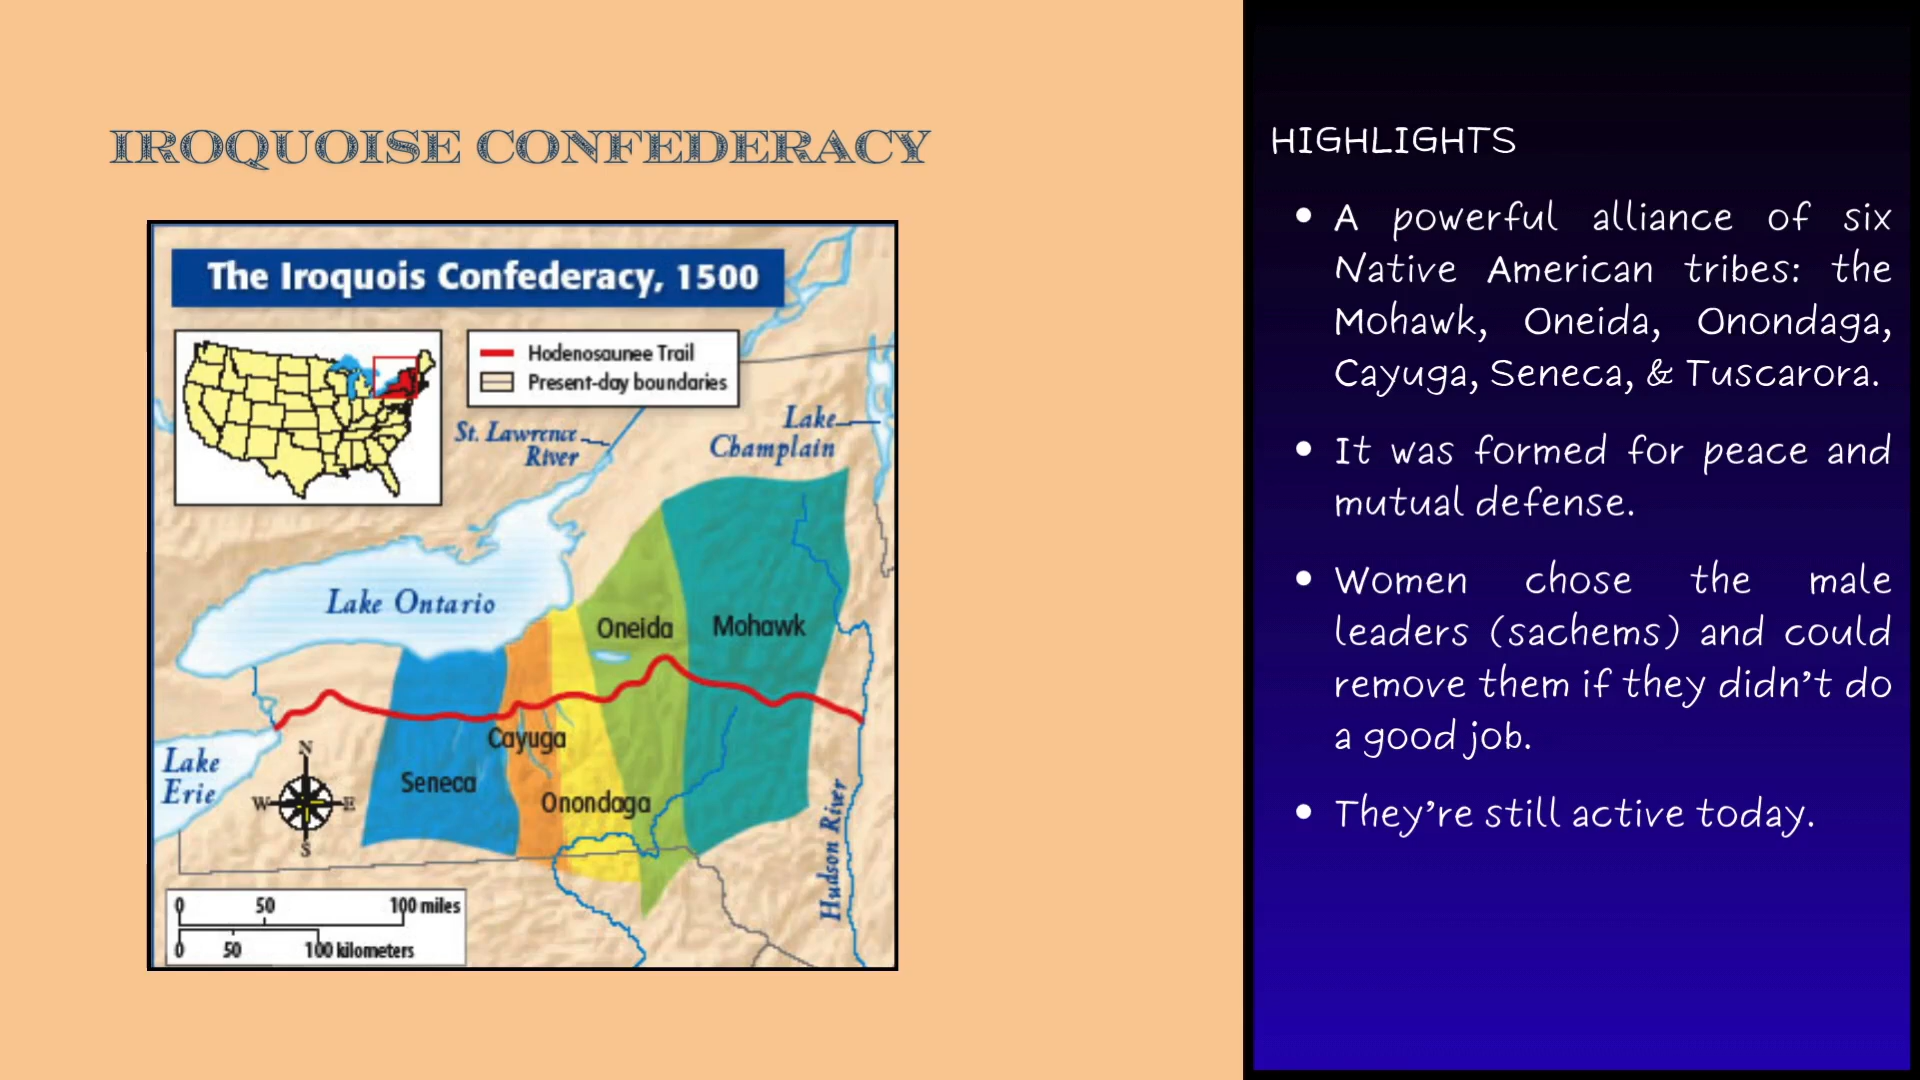 IROQUOISE CONFEDERACY
The Iroquois Confederacy, 1500
Hodenosaunee Trail
Present-day boundaries
St. Lawrence
River
Lake
Champlain
Lake Ontario
Oneida
Mohawk
Cayuga
Seneca
Onondaga
Lake
Erie
N
W
E
S
Hudson River
0 50 100 miles
0 50 100 kilometers
HIGHLIGHTS
• A powerful alliance of six
Native American tribes: the
Mohawk, Oneida, Onondaga,
Cayuga, Seneca, & Tuscarora.
• It was formed for peace and
mutual defense.
• Women chose the male
leaders (sachems) and could
remove them if they didn't do
a good job.
• They're still active today.